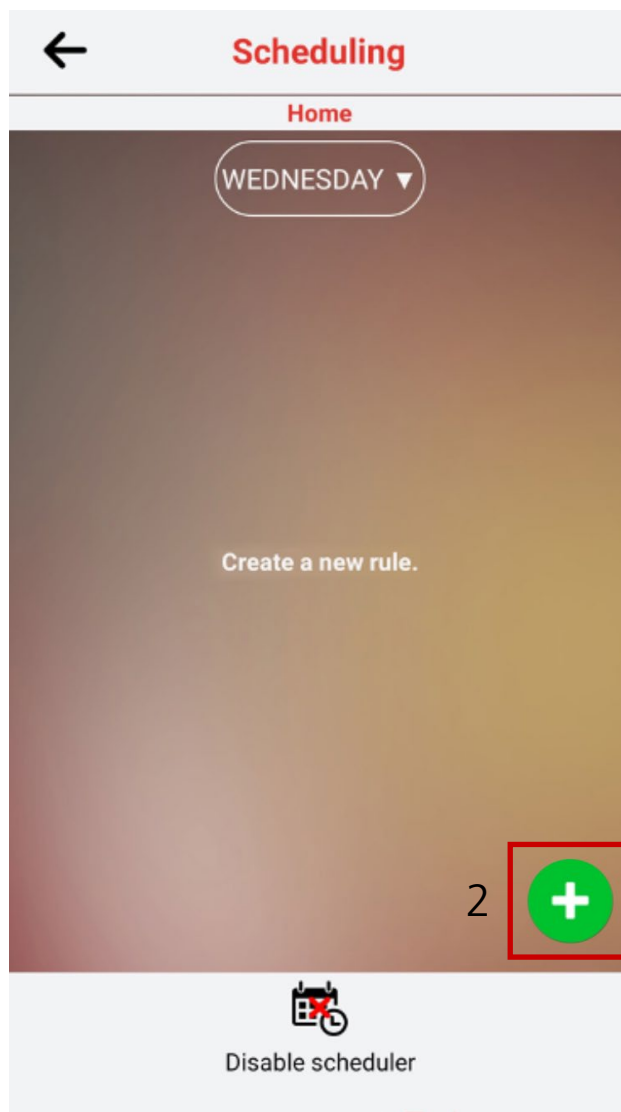 Scheduling
Home
WEDNESDAY ▼
Create a new rule.
2
Disable scheduler